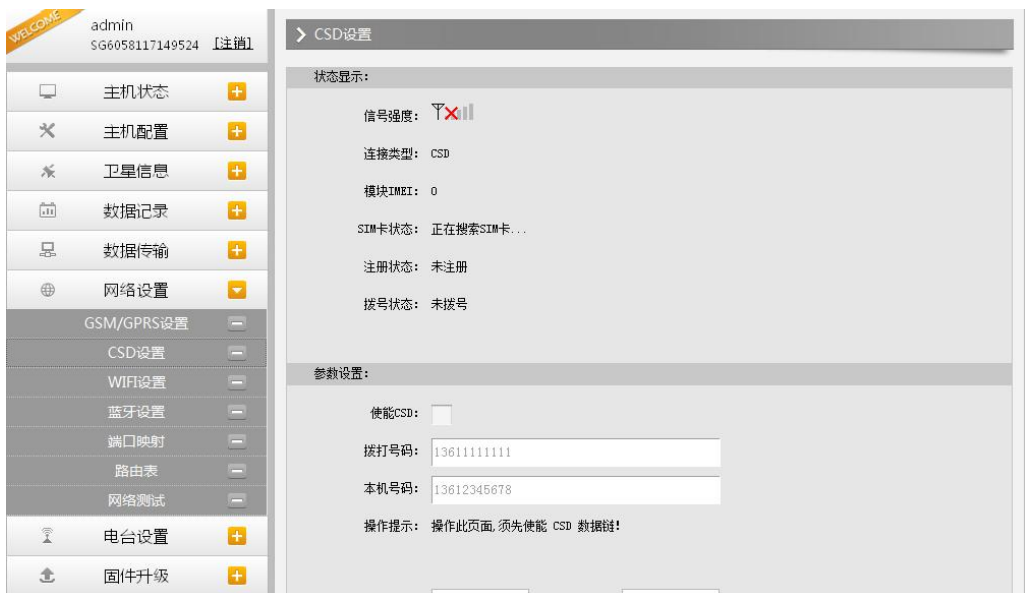 WELCOME
admin
SG6058117149524 [注销]
主机状态
主机配置
卫星信息
数据记录
数据传输
网络设置
GSM/GPRS设置
CSD设置
WIFI设置
蓝牙设置
端口映射
路由表
网络测试
电台设置
固件升级
CSD设置
状态显示:
信号强度:
连接类型: CSD
模块IMEI: 0
SIM卡状态: 正在搜索SIM卡...
注册状态: 未注册
拨号状态: 未拨号
参数设置:
使能CSD:
拨打号码: 13611111111
本机号码: 13612345678
操作提示: 操作此页面,须先使能 CSD 数据链!